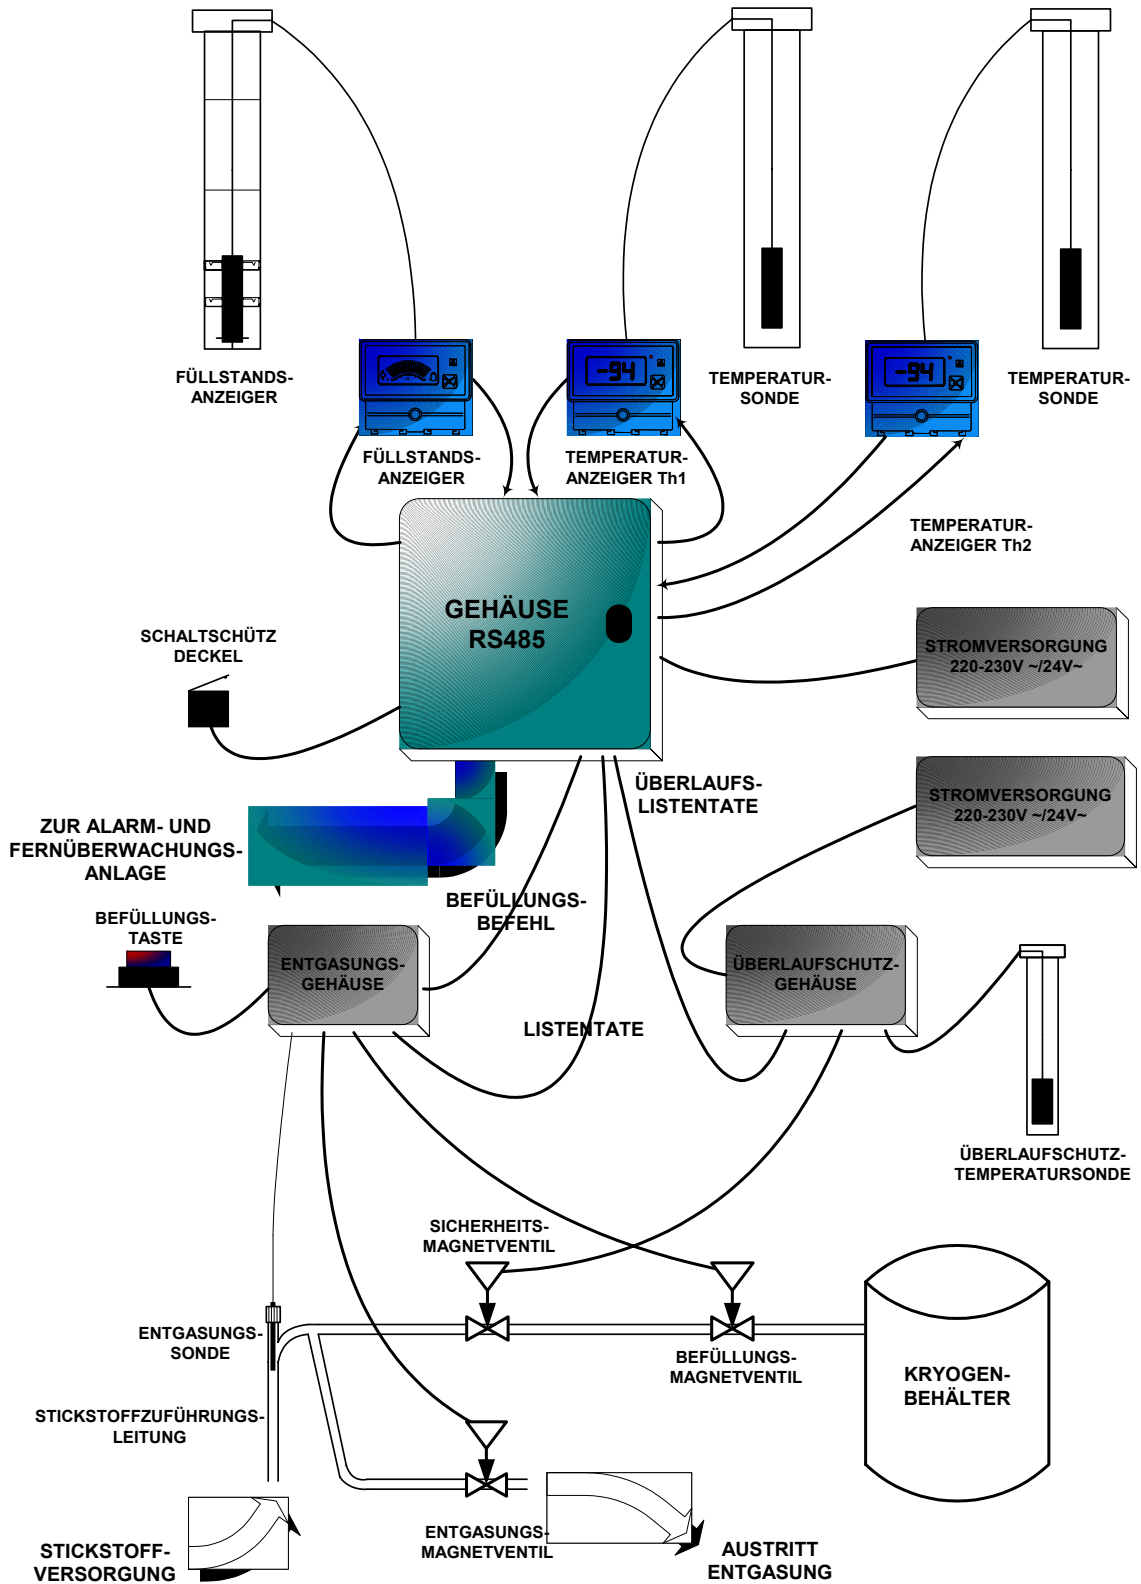 FÜLLSTANDS-
ANZEIGER
-94
TEMPERATUR-
SONDE
-94
TEMPERATUR-
SONDE
FÜLLSTANDS-
ANZEIGER
TEMPERATUR-
ANZEIGER Th1
TEMPERATUR-
ANZEIGER Th2
GEHÄUSE
RS485
SCHALTSCHÜTZ
DECKEL
STROMVERSORGUNG
220-230V ~/24V~
ÜBERLAUFS-
LISTENTATE
STROMVERSORGUNG
220-230V ~/24V~
ZUR ALARM- UND
FERNÜBERWACHUNGS-
ANLAGE
BEFÜLLUNGS-
BEFEHL
BEFÜLLUNGS-
TASTE
ENTGASUNGS-
GEHÄUSE
ÜBERLAUFSCHUTZ-
GEHÄUSE
LISTENTATE
ÜBERLAUFSCHUTZ-
TEMPERATURSONDE
SICHERHEITS-
MAGNETVENTIL
ENTGASUNGS-
SONDE
BEFÜLLUNGS-
MAGNETVENTIL
KRYOGEN-
BEHÄLTER
STICKSTOFFZUFÜHRUNGS-
LEITUNG
ENTGASUNGS-
MAGNETVENTIL
STICKSTOFF-
VERSORGUNG
AUSTRITT
ENTGASUNG